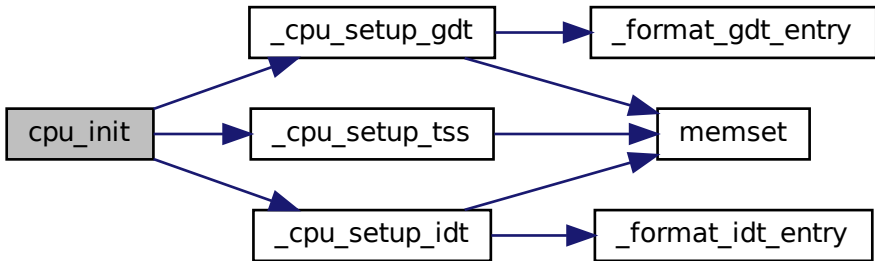 _cpu_setup_gdt
_format_gdt_entry
cpu_init
_cpu_setup_tss
memset
_cpu_setup_idt
_format_idt_entry